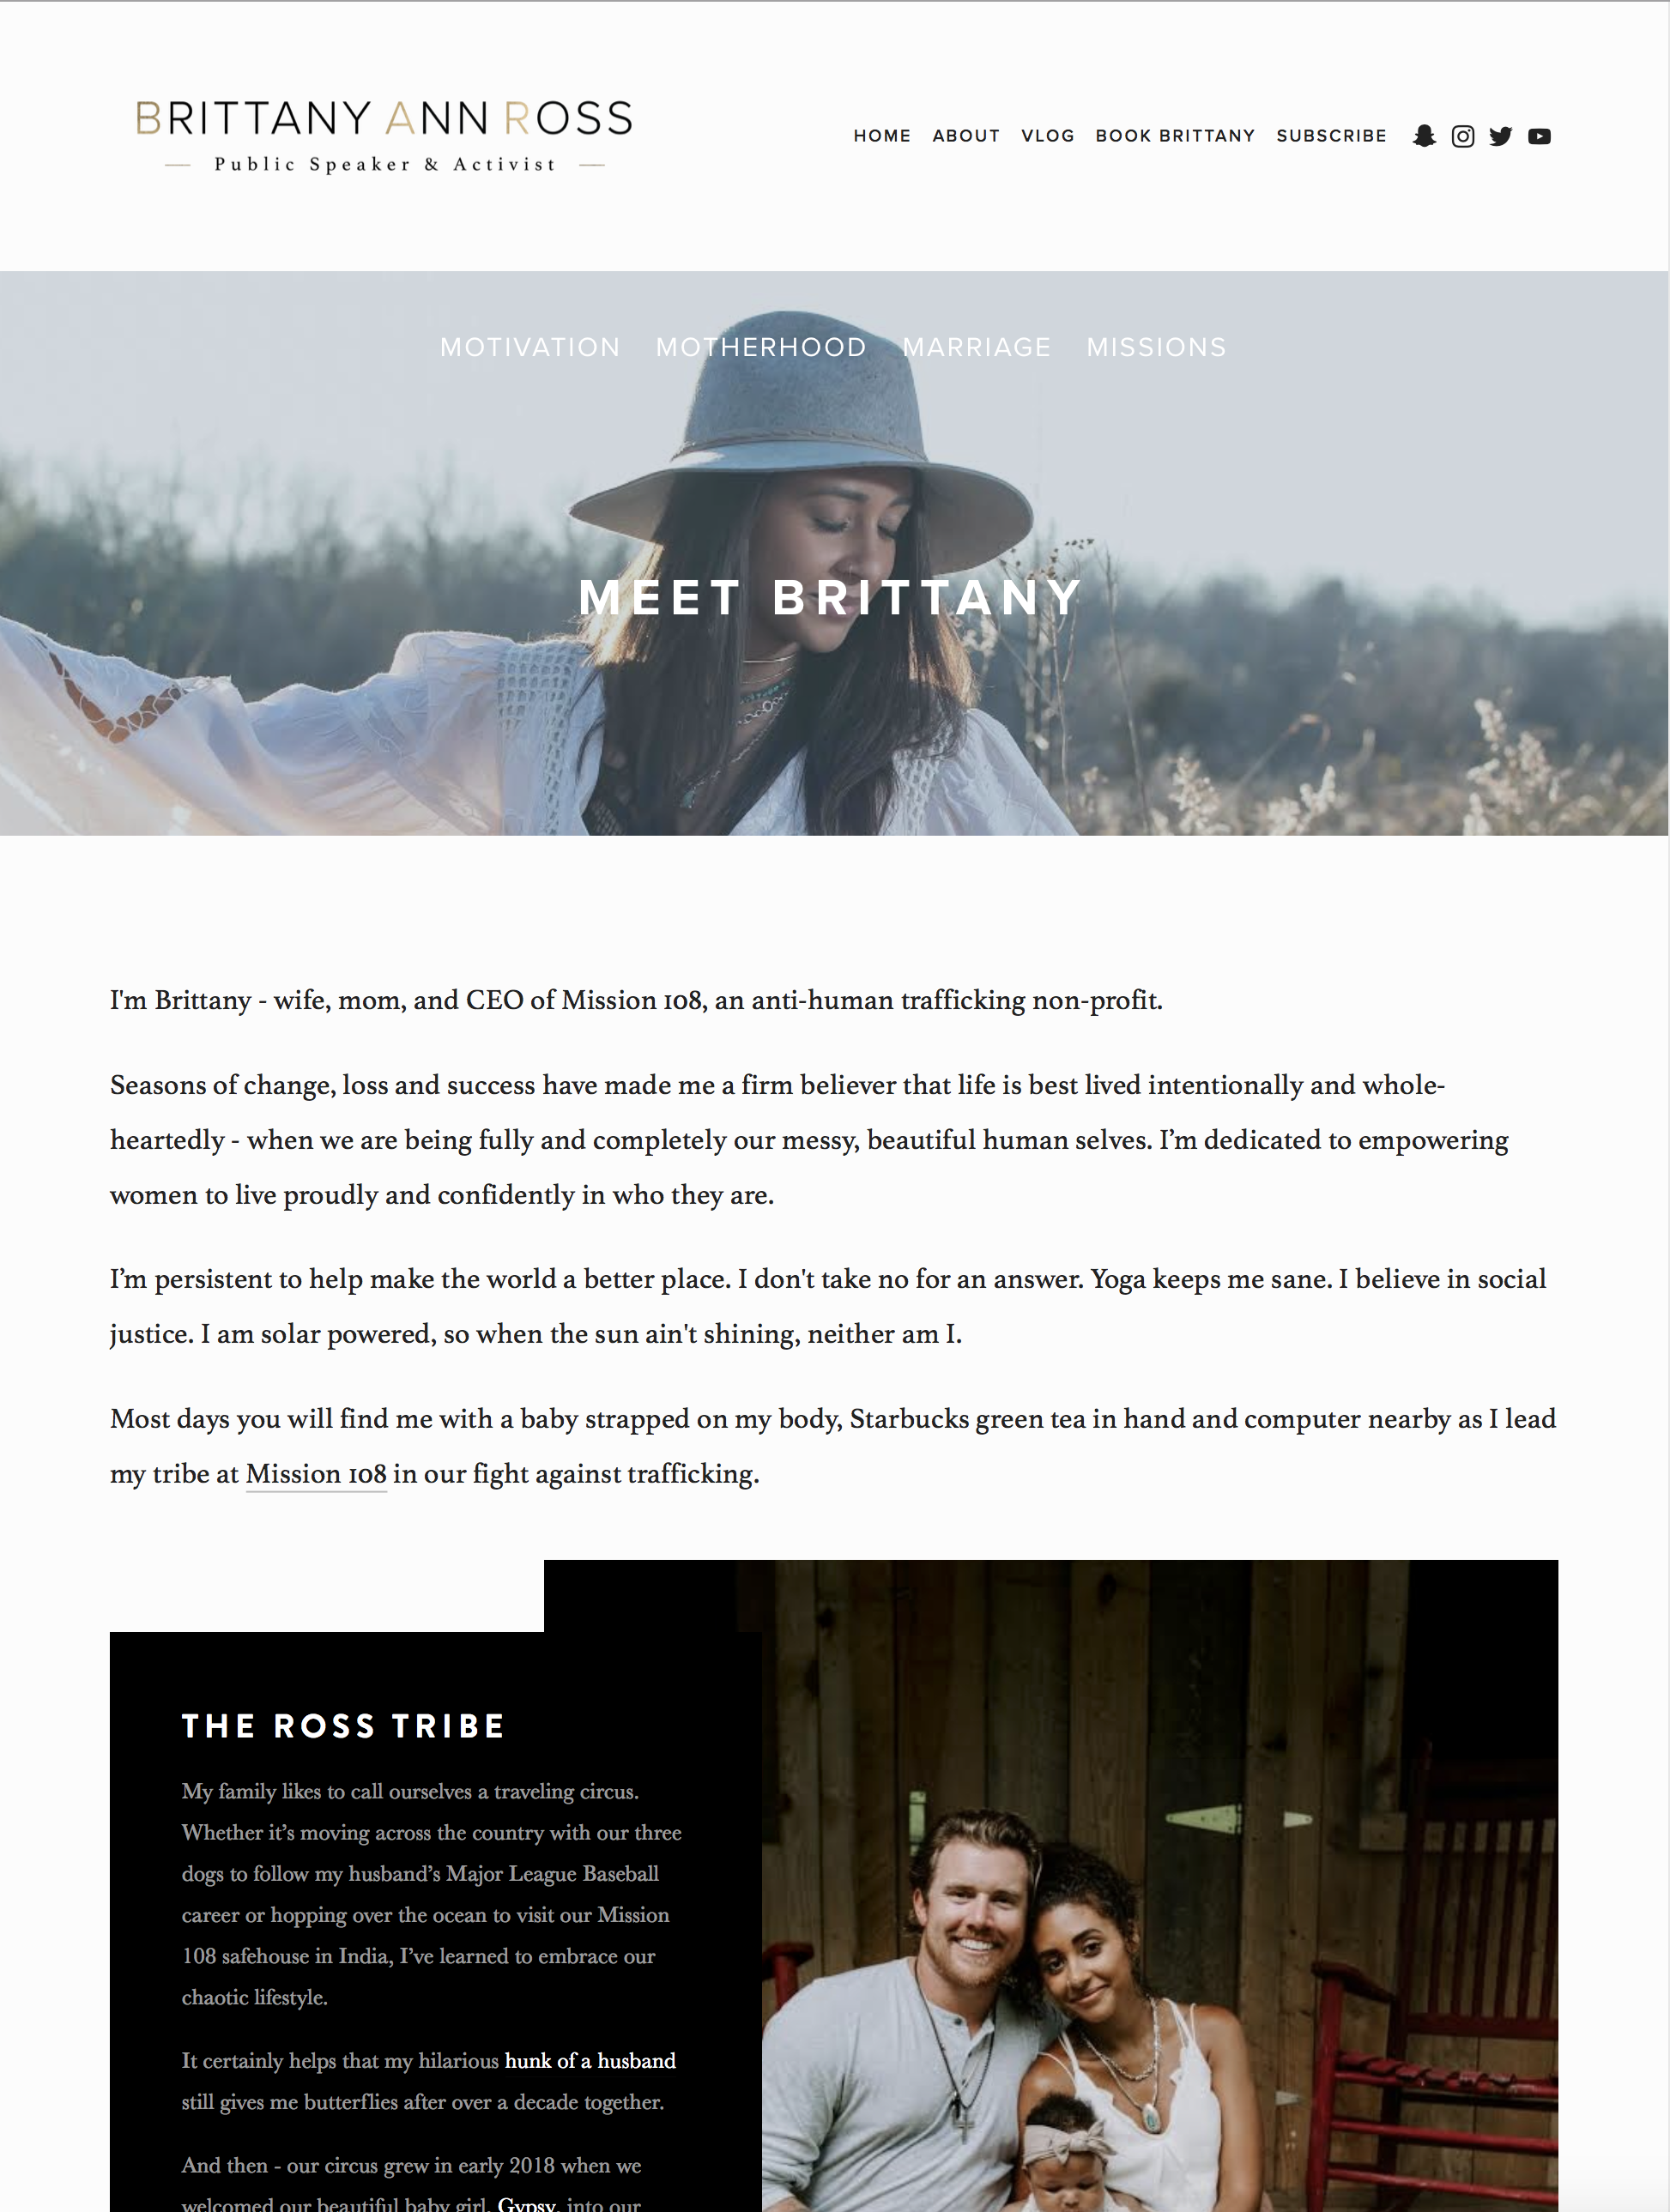 BRITTANY ANN ROSS
Public Speaker & Activist
HOME ABOUT VLOG BOOK BRITTANY SUBSCRIBE
MOTIVATION MOTHERHOOD MARRIAGE MISSIONS
MEET BRITTANY
I'm Brittany - wife, mom, and CEO of Mission 108, an anti-human trafficking non-profit.
Seasons of change, loss and success have made me a firm believer that life is best lived intentionally and whole-
heartedly - when we are being fully and completely our messy, beautiful human selves. I’m dedicated to empowering
women to live proudly and confidently in who they are.
I’m persistent to help make the world a better place. I don't take no for an answer. Yoga keeps me sane. I believe in social
justice. I am solar powered, so when the sun ain't shining, neither am I.
Most days you will find me with a baby strapped on my body, Starbucks green tea in hand and computer nearby as I lead
my tribe at Mission 108 in our fight against trafficking.
THE ROSS TRIBE
My family likes to call ourselves a traveling circus.
Whether it’s moving across the country with our three
dogs to follow my husband’s Major League Baseball
career or hopping over the ocean to visit our Mission
108 safehouse in India, I’ve learned to embrace our
chaotic lifestyle.
It certainly helps that my hilarious hunk of a husband
still gives me butterflies after over a decade together.
And then - our circus grew in early 2018 when we
welcomed our beautiful baby girl, Gypsy, into our